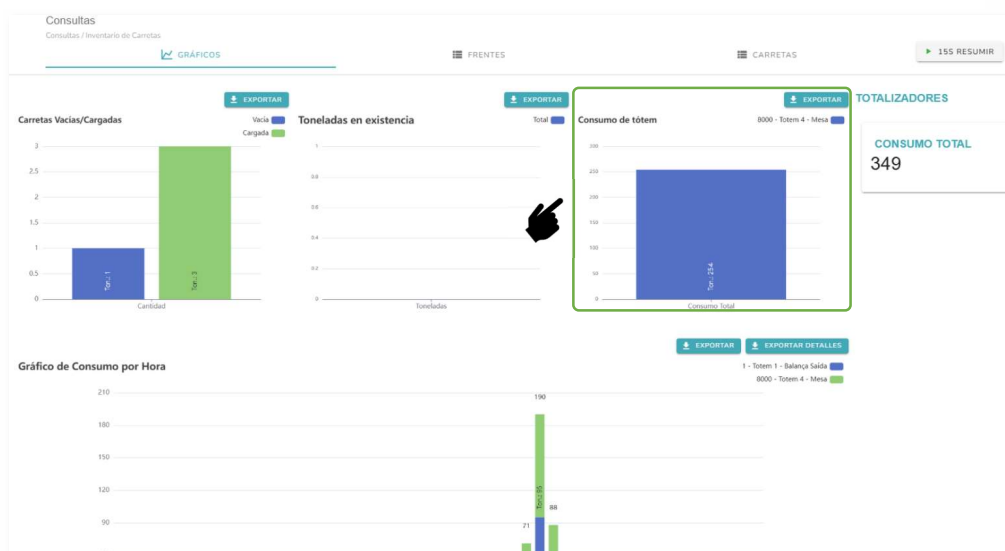 Consultas
Consultas / Inventario de Carretas
GRÁFICOS
FRENTES
CARRETAS
15S RESUMIR
EXPORTAR
Carretas Vacías/Cargadas
Vacia
Cargada
3
2.5
2
1.5
1
0.5
0
Ton.: 1
Ton.: 3
Cantidad
EXPORTAR
Toneladas en existencia
Total
1
0.8
0.6
0.4
0.2
0
Toneladas
EXPORTAR
Consumo de tótem
8000 - Totem 4 - Mesa
300
250
200
150
100
50
0
Ton.: 254
Consumo Total
TOTALIZADORES
CONSUMO TOTAL
349
EXPORTAR
EXPORTAR DETALLES
Gráfico de Consumo por Hora
1 - Totem 1 - Balança Saída
8000 - Totem 4 - Mesa
210
180
150
120
90
190
Ton.: 95
71
88